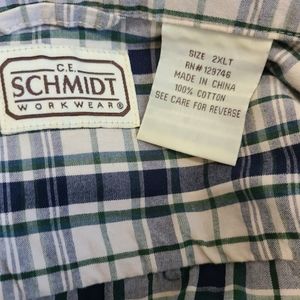 C.E.
SCHMIDT
WORKWEAR®
SIZE 2XLT
RN# 129746
MADE IN CHINA
100% COTTON
SEE CARE FOR REVERSE